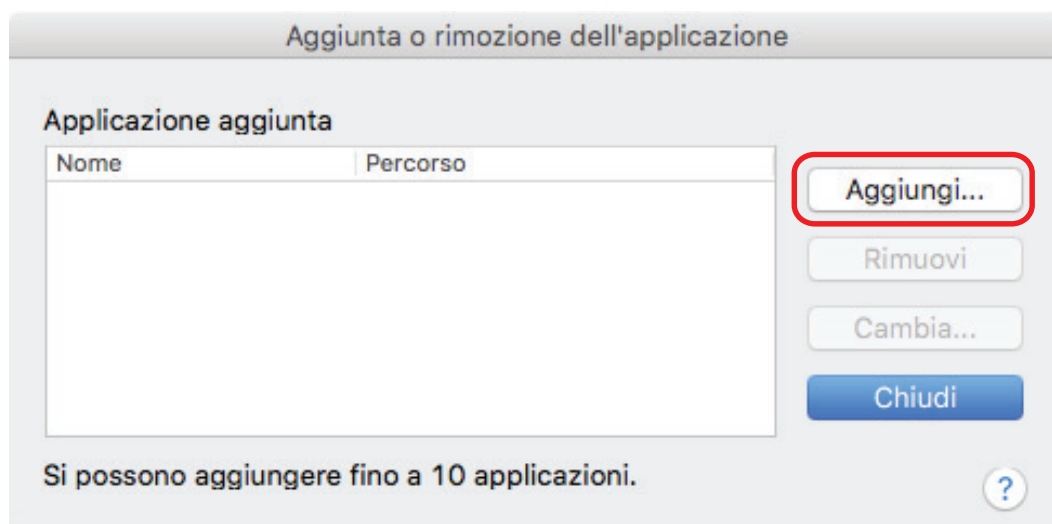 Aggiunta o rimozione dell'applicazione
Applicazione aggiunta
Nome Percorso
Aggiungi...
Rimuovi
Cambia...
Chiudi
Si possono aggiungere fino a 10 applicazioni.
?